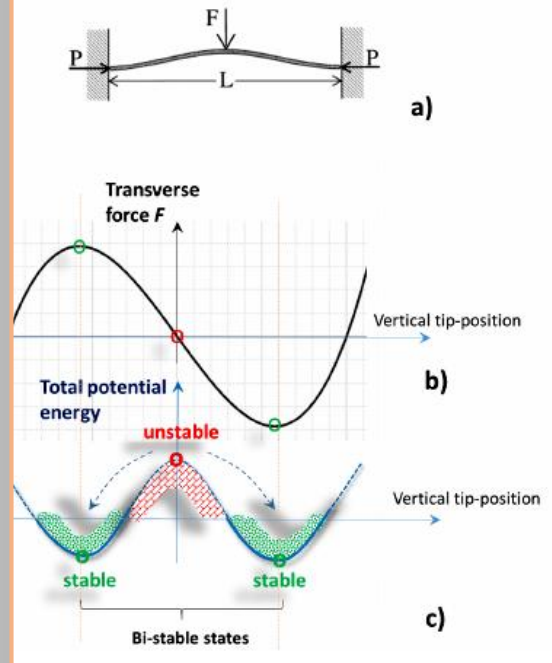 F
P
P
L
a)
Transverse
force F
Vertical tip-position
b)
Total potential
energy
unstable
Vertical tip-position
stable
stable
c)
Bi-stable states